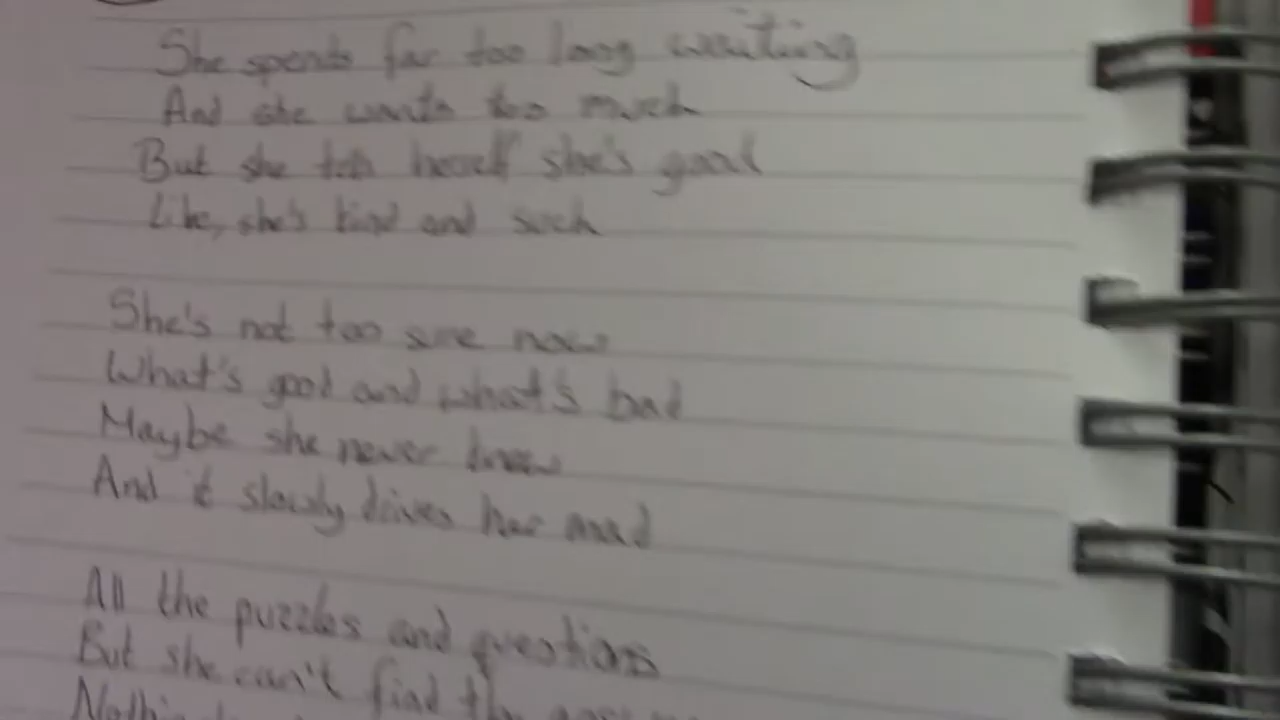 She spends far too long waiting
And she wants too much
But she tells herself she's good
Like, she's kind and such
She's not too sure now
What's good and what's bad
Maybe she never knew
And it slowly drives her mad
All the puzzles and questions
But she can't find the